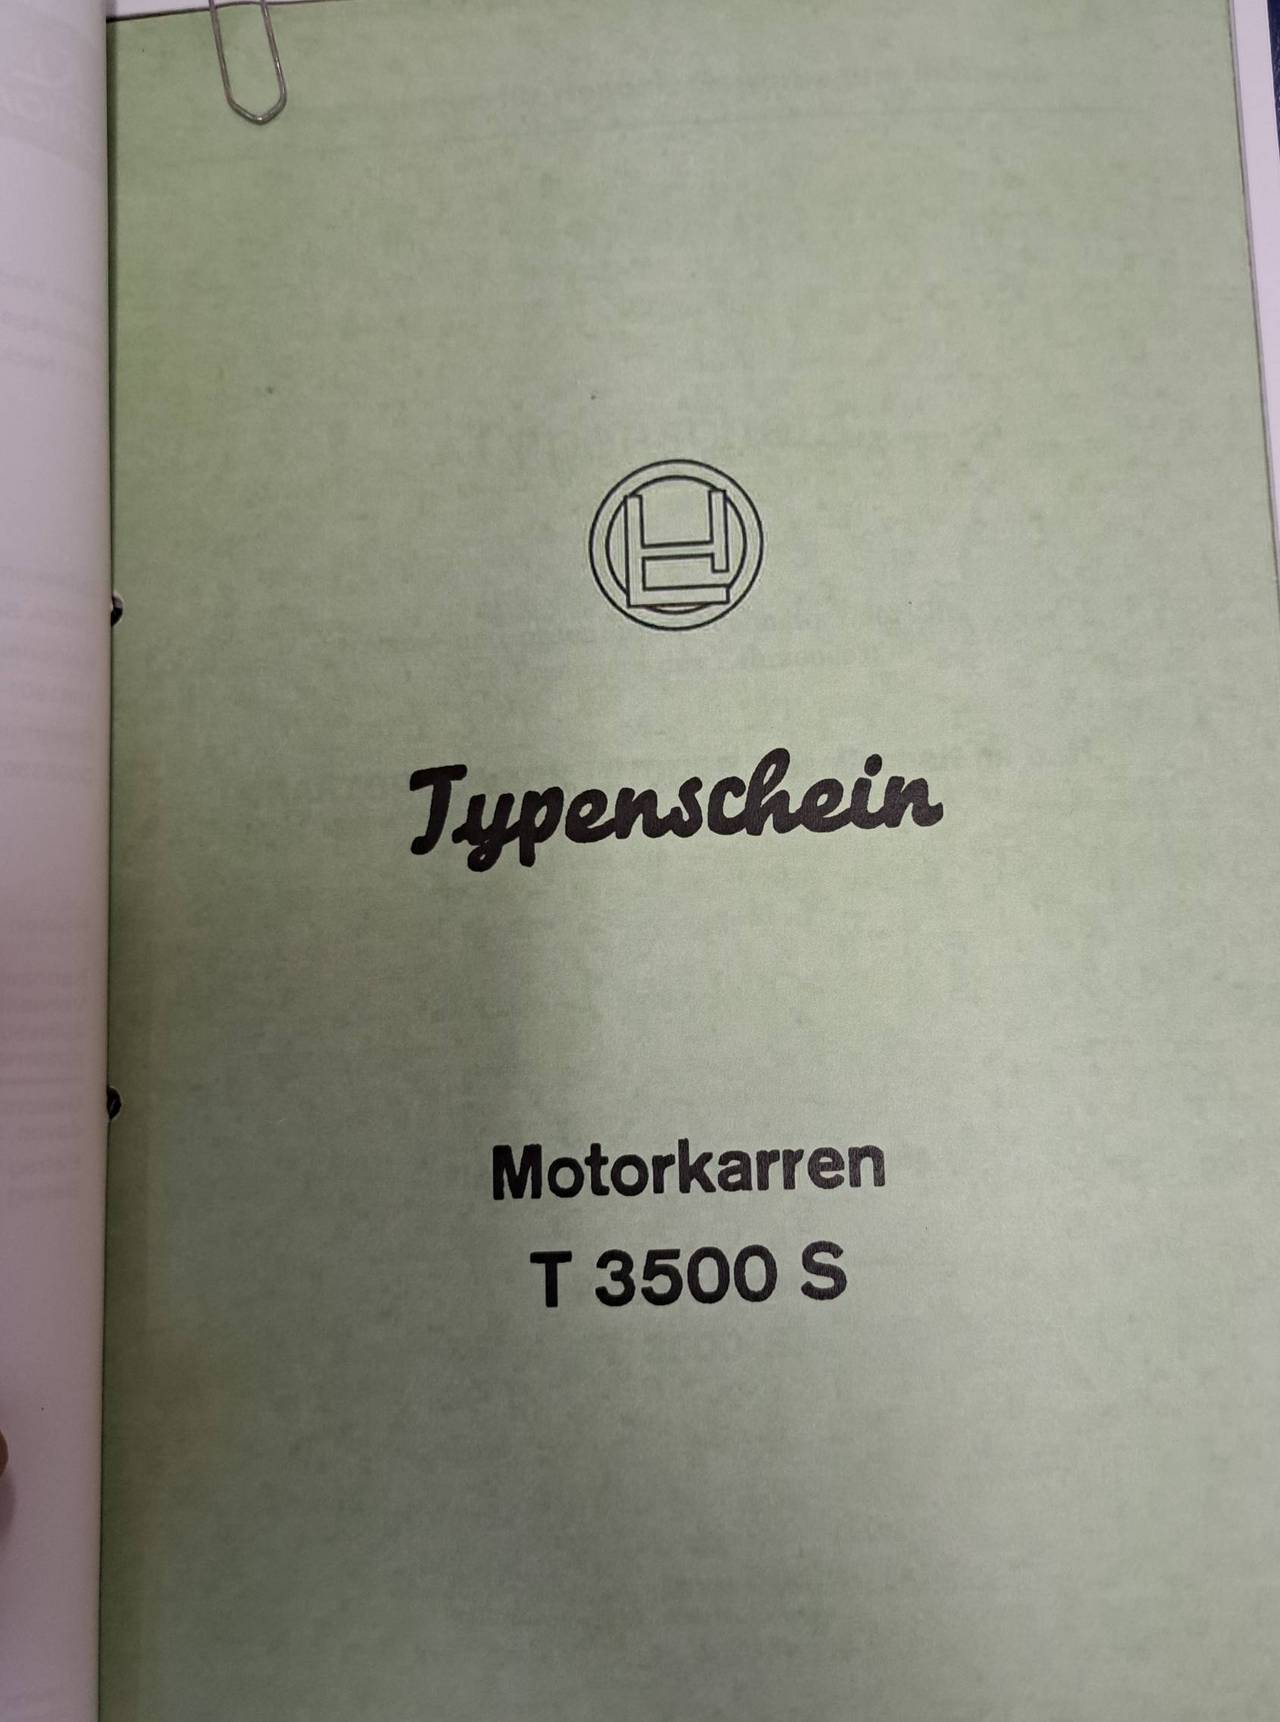 Typenschein
Motorkarren
T 3500 S